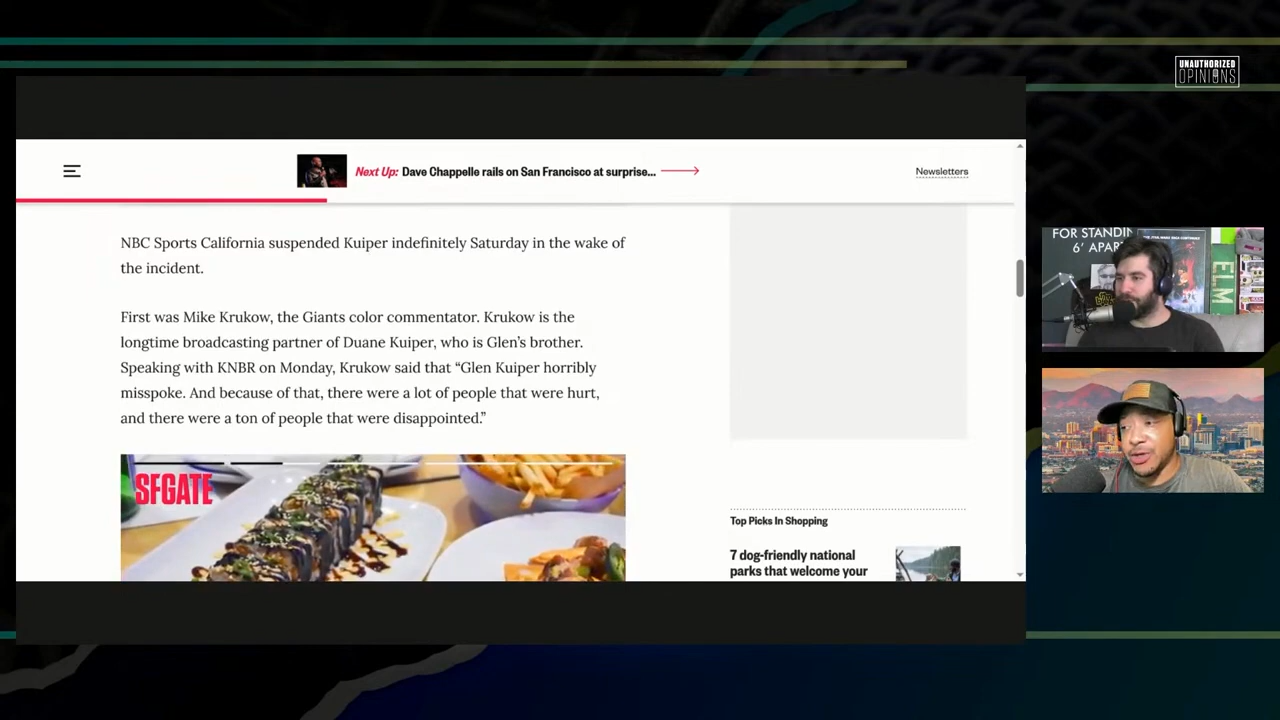 UNAUTHORIZED
OPINIONS
Next Up: Dave Chappelle rails on San Francisco at surprise...
Newsletters
NBC Sports California suspended Kuiper indefinitely Saturday in the wake of
the incident.
First was Mike Krukow, the Giants color commentator. Krukow is the
longtime broadcasting partner of Duane Kuiper, who is Glen’s brother.
Speaking with KNBR on Monday, Krukow said that “Glen Kuiper horribly
misspoke. And because of that, there were a lot of people that were hurt,
and there were a ton of people that were disappointed.”
SFGATE
Top Picks In Shopping
7 dog-friendly national
parks that welcome your
FOR STANDIN
6’ APAR
ELM